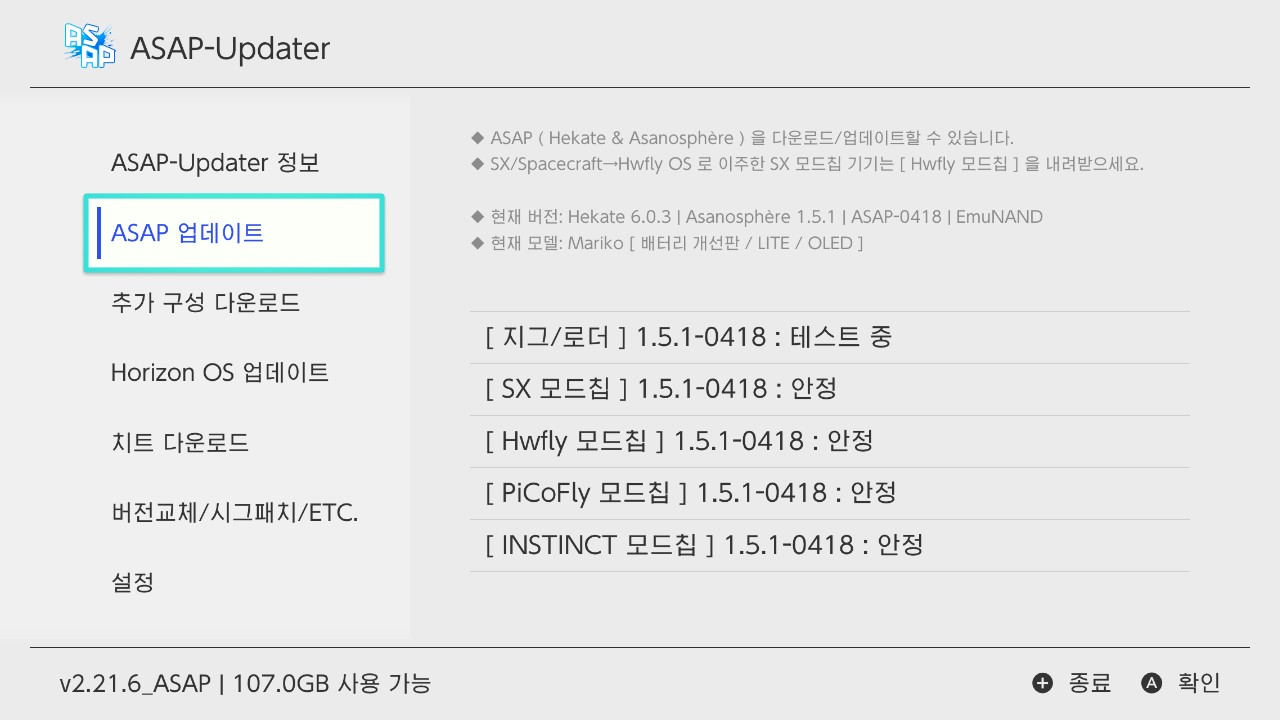 ASAP
ASAP-Updater
ASAP-Updater 정보
ASAP 업데이트
추가 구성 다운로드
Horizon OS 업데이트
치트 다운로드
버전교체/시그패치/ETC.
설정
◆ ASAP ( Hekate & Asanosphère ) 을 다운로드/업데이트할 수 있습니다.
◆ SX/Spacecraft→Hwfly OS 로 이주한 SX 모드칩 기기는 [ Hwfly 모드칩 ] 을 내려받으세요.
◆ 현재 버전: Hekate 6.0.3 | Asanosphère 1.5.1 | ASAP-0418 | EmuNAND
◆ 현재 모델: Mariko [ 배터리 개선판 / LITE / OLED ]
[ 지그/로더 ] 1.5.1-0418 : 테스트 중
[ SX 모드칩 ] 1.5.1-0418 : 안정
[ Hwfly 모드칩 ] 1.5.1-0418 : 안정
[ PiCoFly 모드칩 ] 1.5.1-0418 : 안정
[ INSTINCT 모드칩 ] 1.5.1-0418 : 안정
v2.21.6_ASAP | 107.0GB 사용 가능
+ 종료 A 확인